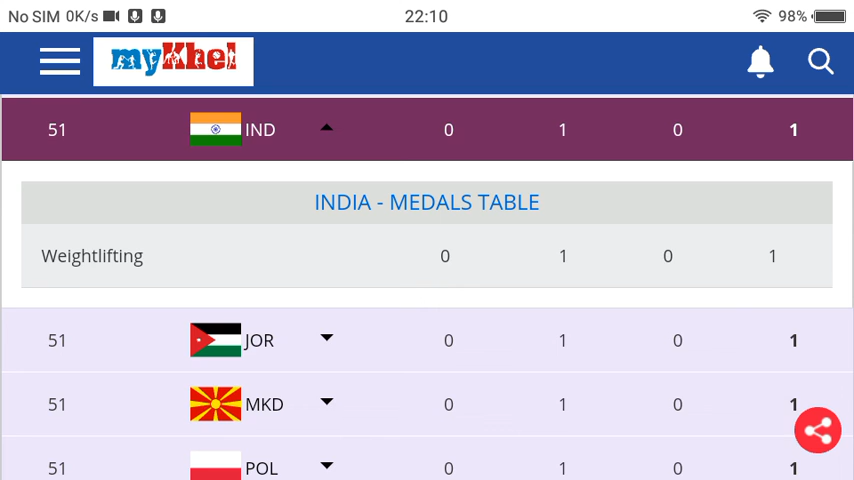 No SIM 0K/s 22:10 98%
myKhel
51 IND 0 1 0 1
INDIA - MEDALS TABLE
Weightlifting 0 1 0 1
51 JOR 0 1 0 1
51 MKD 0 1 0 1
51 POL 0 1 0 1